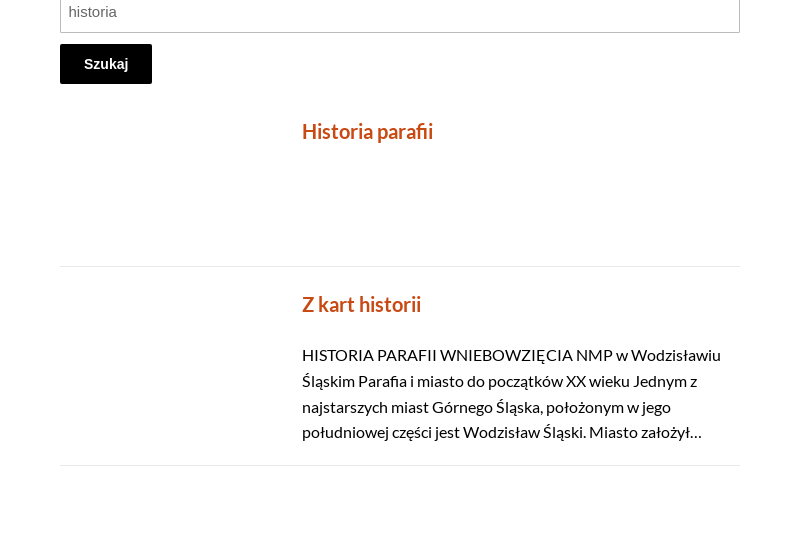 historia
Szukaj
Historia parafii
Z kart historii
HISTORIA PARAFII WNIEBOWZIĘCIA NMP w Wodzisławiu
Śląskim Parafia i miasto do początków XX wieku Jednym z
najstarszych miast Górnego Śląska, położonym w jego
południowej części jest Wodzisław Śląski. Miasto założył…